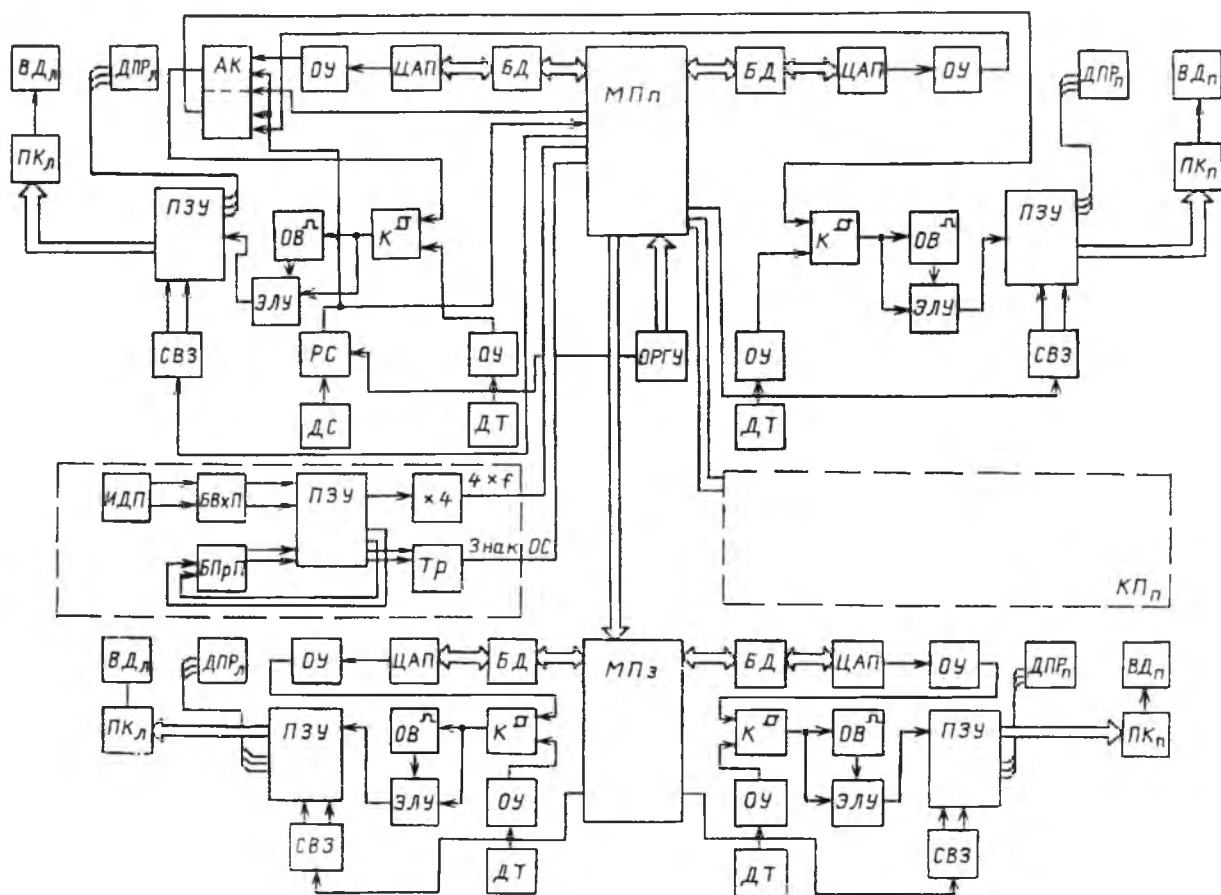 ВДл
ДПРл
АК
ОУ
ЦАП
БД
МПп
БД
ЦАП
ОУ
ДПРп
ВДп
ПКл
ПКп
ПЗУ
ОВ
К
К
ОВ
ПЗУ
ЭЛУ
ЭЛУ
СВЗ
РС
ОУ
ОРГУ
ОУ
СВЗ
ДС
ДТ
ДТ
ИДП
БВхП
ПЗУ
×4
4×f
БПрП
Тр
Знак ОС
КПп
ВДл
ДПРл
ОУ
ЦАП
БД
МПз
БД
ЦАП
ОУ
ДПРп
ВДп
ПКл
ПЗУ
ОВ
К
К
ОВ
ПЗУ
ПКп
ЭЛУ
ОУ
ОУ
ЭЛУ
СВЗ
ДТ
ДТ
СВЗ